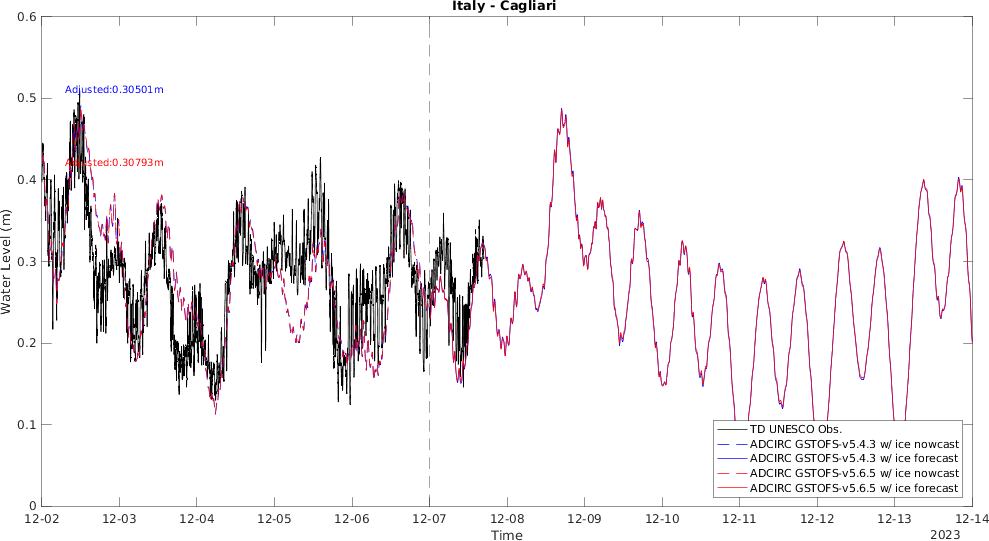 Italy - Cagliari
0.6
0.5
0.4
0.3
0.2
0.1
0
Water Level (m)
Adjusted:0.30501m
Adjusted:0.30793m
TD UNESCO Obs.
ADCIRC GSTOFS-v5.4.3 w/ ice nowcast
ADCIRC GSTOFS-v5.4.3 w/ ice forecast
ADCIRC GSTOFS-v5.6.5 w/ ice nowcast
ADCIRC GSTOFS-v5.6.5 w/ ice forecast
12-02 12-03 12-04 12-05 12-06 12-07 12-08 12-09 12-10 12-11 12-12 12-13 12-14
Time
2023